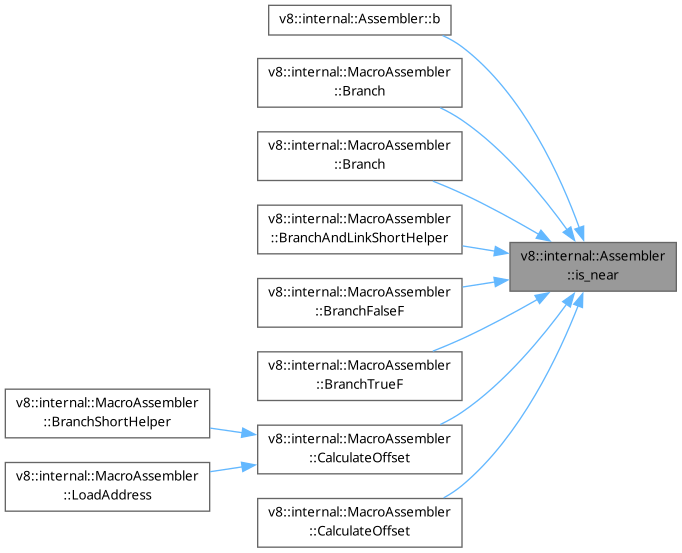 v8::internal::Assembler::b
v8::internal::MacroAssembler
::Branch
v8::internal::MacroAssembler
::Branch
v8::internal::MacroAssembler
::BranchAndLinkShortHelper
v8::internal::Assembler
::is_near
v8::internal::MacroAssembler
::BranchFalseF
v8::internal::MacroAssembler
::BranchTrueF
v8::internal::MacroAssembler
::BranchShortHelper
v8::internal::MacroAssembler
::CalculateOffset
v8::internal::MacroAssembler
::LoadAddress
v8::internal::MacroAssembler
::CalculateOffset